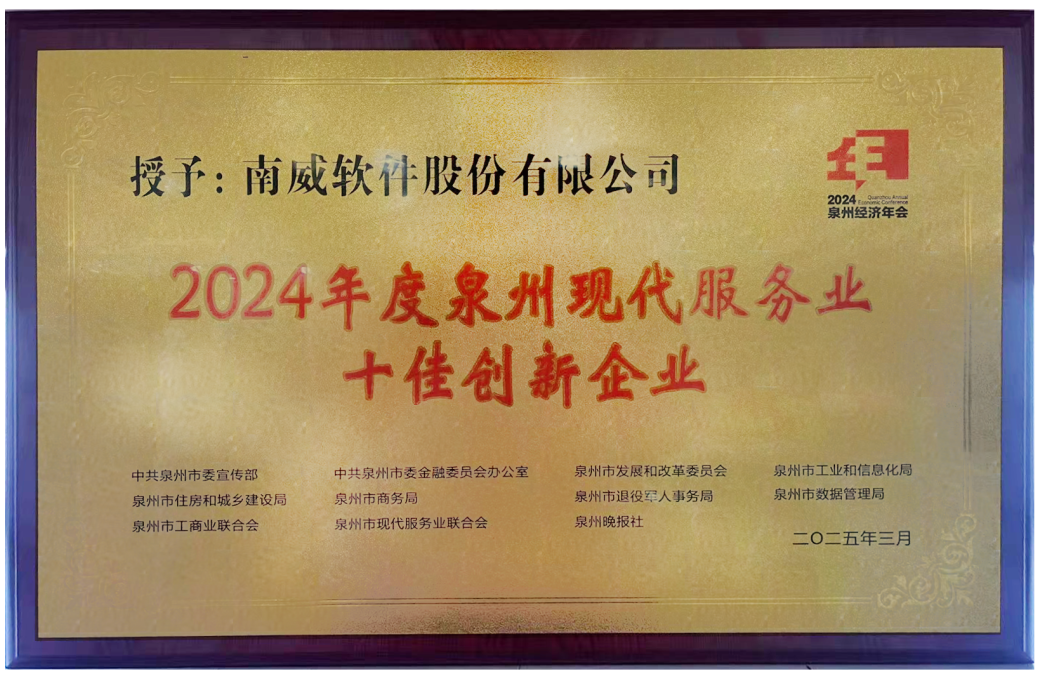 授予：南威软件股份有限公司
2024 Quanzhou Annual
Economic Conference
泉州经济年会
2024年度泉州现代服务业
十佳创新企业
中共泉州市委宣传部 中共泉州市委金融委员会办公室 泉州市发展和改革委员会 泉州市工业和信息化局
泉州市住房和城乡建设局 泉州市商务局 泉州市退役军人事务局 泉州市数据管理局
泉州市工商业联合会 泉州市现代服务业联合会 泉州晚报社
二〇二五年三月